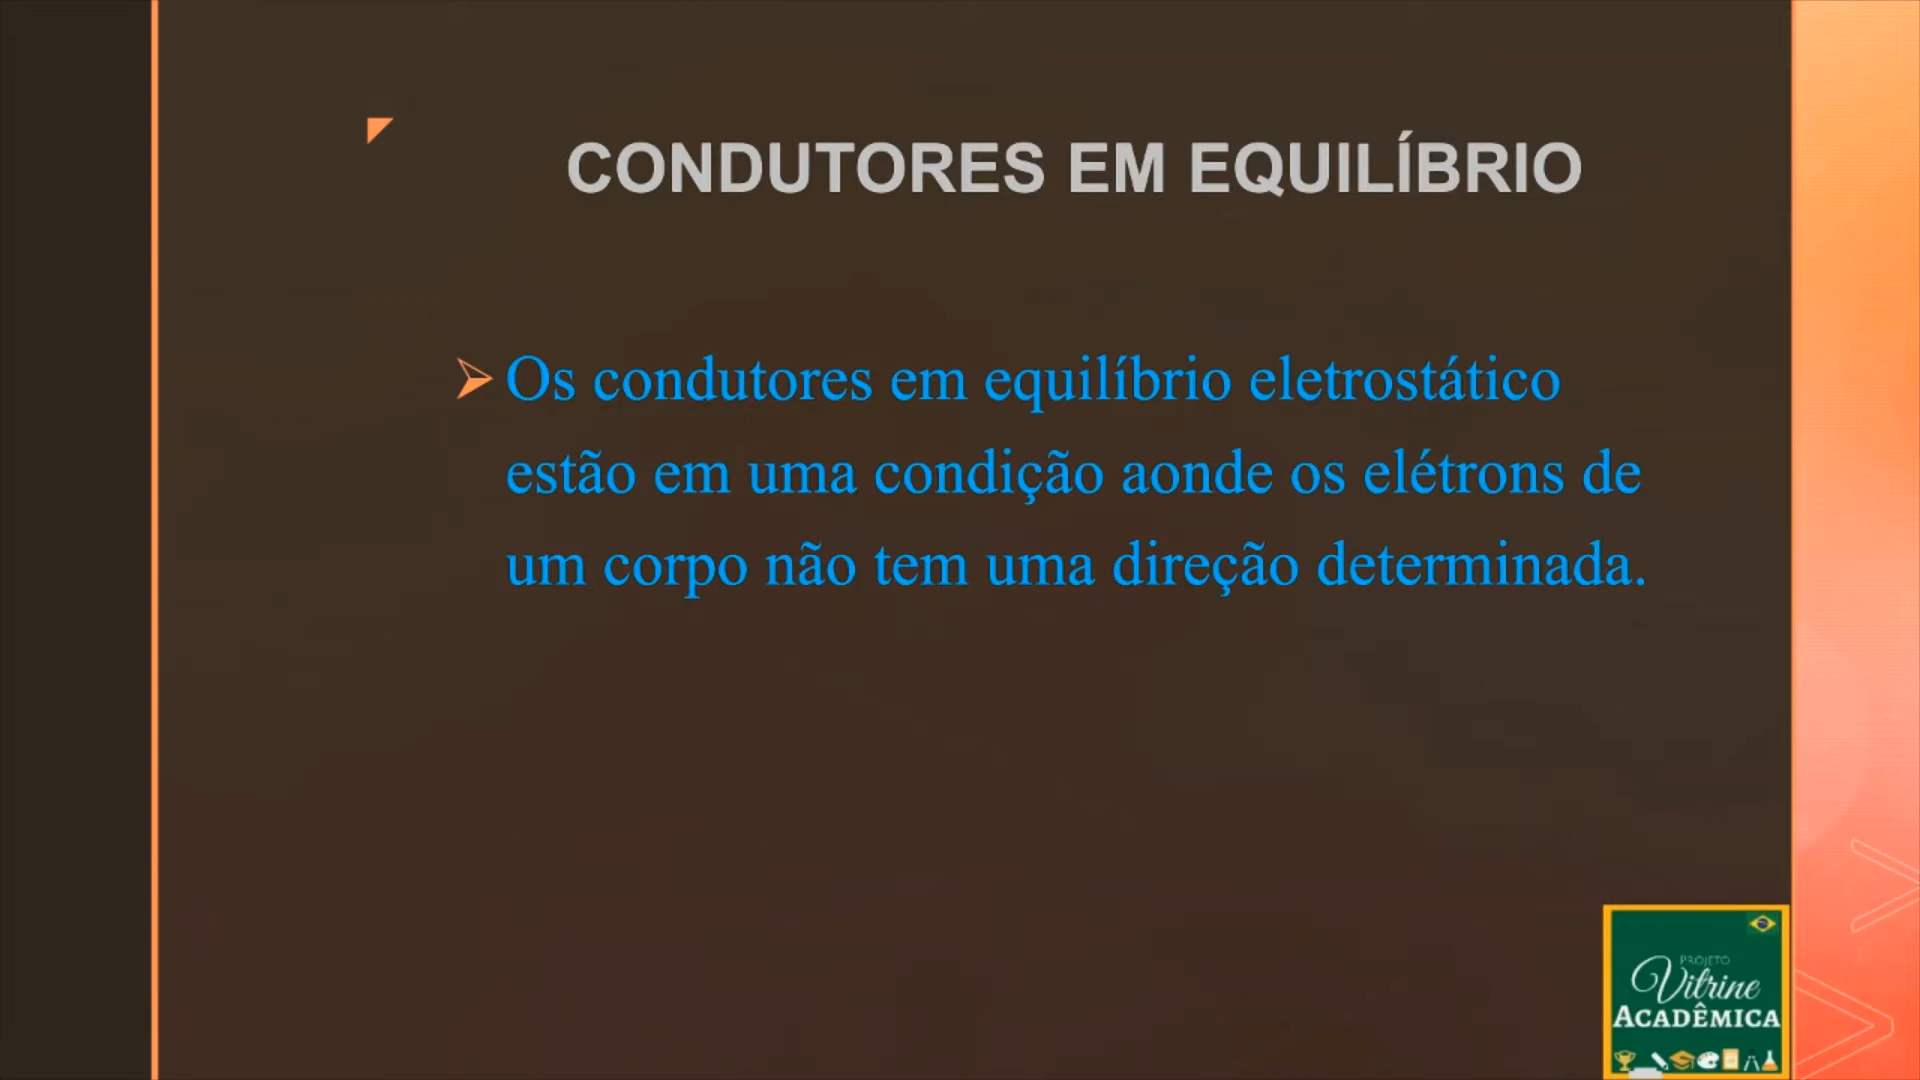 CONDUTORES EM EQUILÍBRIO
Os condutores em equilíbrio eletrostático
estão em uma condição aonde os elétrons de
um corpo não tem uma direção determinada.
PROJETO
Vitrine
ACADÊMICA